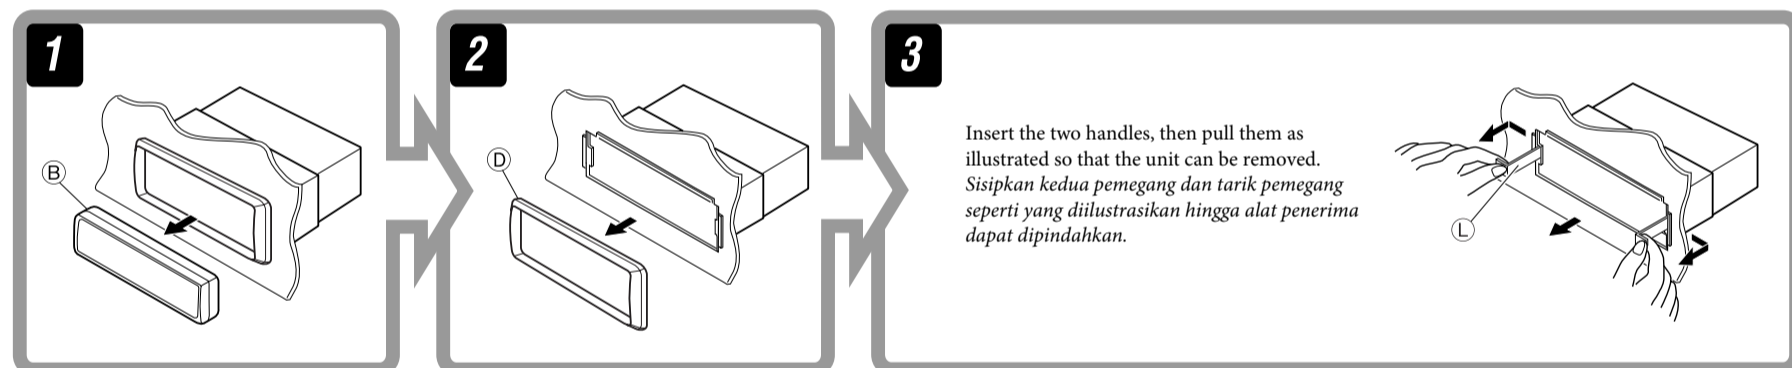 1
B
2
D
3
Insert the two handles, then pull them as
illustrated so that the unit can be removed.
Sisipkan kedua pemegang dan tarik pemegang
seperti yang diilustrasikan hingga alat penerima
dapat dipindahkan.
L